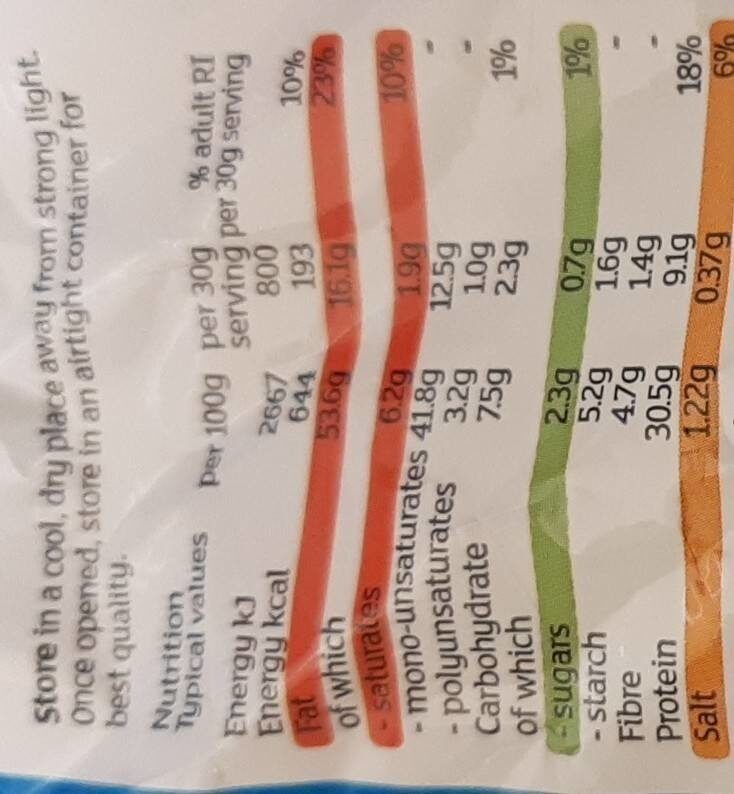 Store in a cool, dry place away from strong light.
Once opened, store in an airtight container for
best quality.
Nutrition
Typical values per 100g per 30g serving % adult RI per 30g serving
Energy kJ 2667 800
Energy kcal 644 193 10%
Fat 53.6g 16.1g 23%
of which
- saturates 6.2g 1.9g 10%
- mono-unsaturates 41.8g 12.5g -
- polyunsaturates 3.2g 1.0g -
Carbohydrate 7.5g 2.3g 1%
of which
- sugars 2.3g 0.7g 1%
- starch 5.2g 1.6g -
Fibre 4.7g 1.4g -
Protein 30.5g 9.1g 18%
Salt 1.22g 0.37g 6%